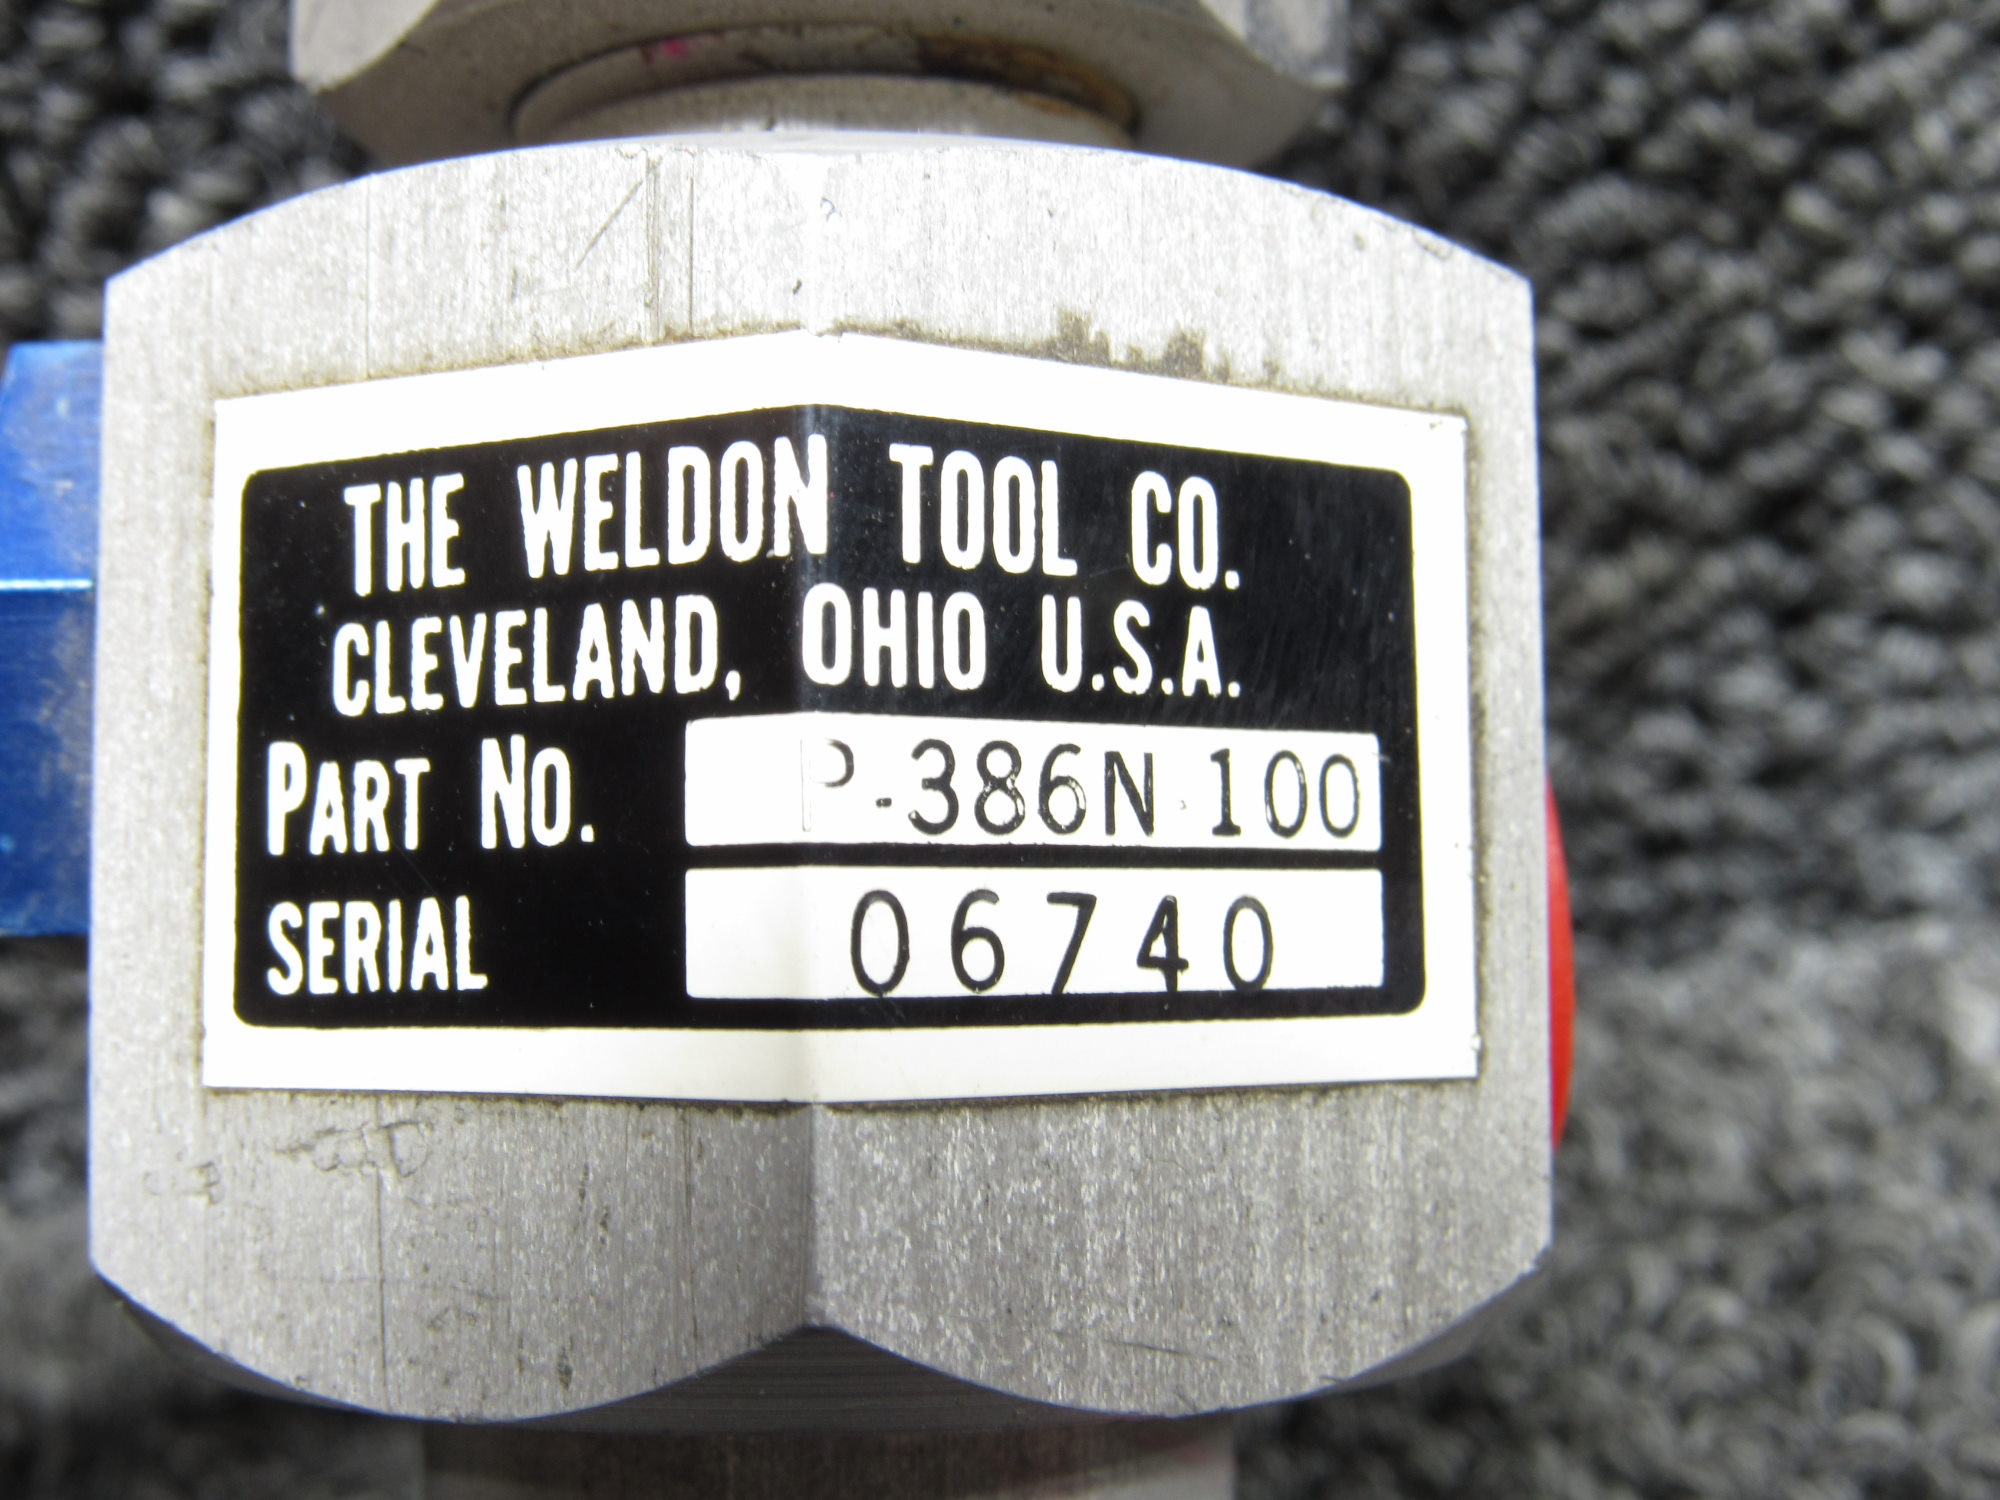 THE WELDON TOOL CO.
CLEVELAND, OHIO U.S.A.
PART NO. P-386N-100
SERIAL 06740